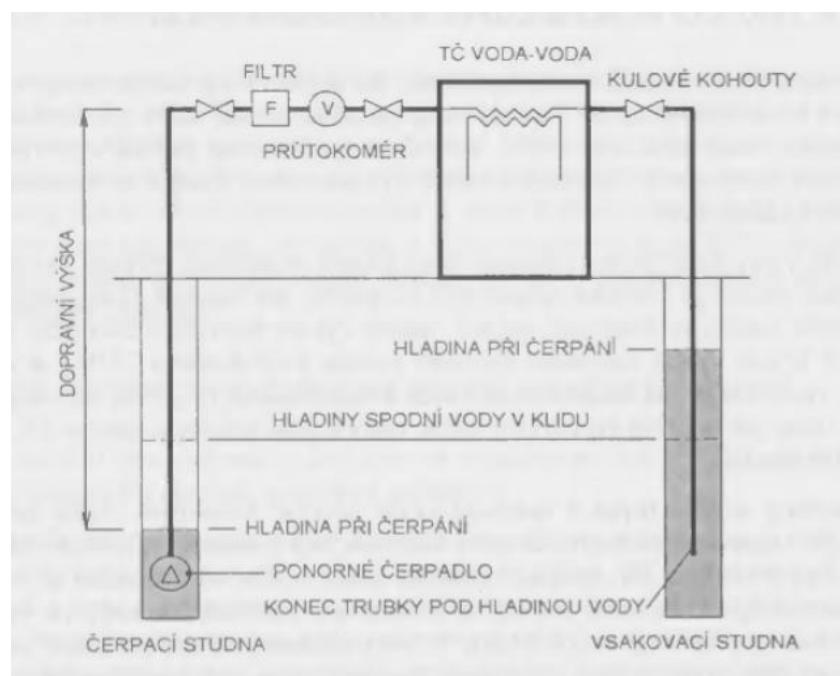 TČ VODA-VODA
FILTR
KULOVÉ KOHOUTY
F
V
PRŮTOKOMĚR
DOPRAVNÍ VÝŠKA
HLADINA PŘI ČERPÁNÍ
HLADINY SPODNÍ VODY V KLIDU
HLADINA PŘI ČERPÁNÍ
PONORNÉ ČERPADLO
KONEC TRUBKY POD HLADINOU VODY
ČERPACÍ STUDNA
VSAKOVACÍ STUDNA